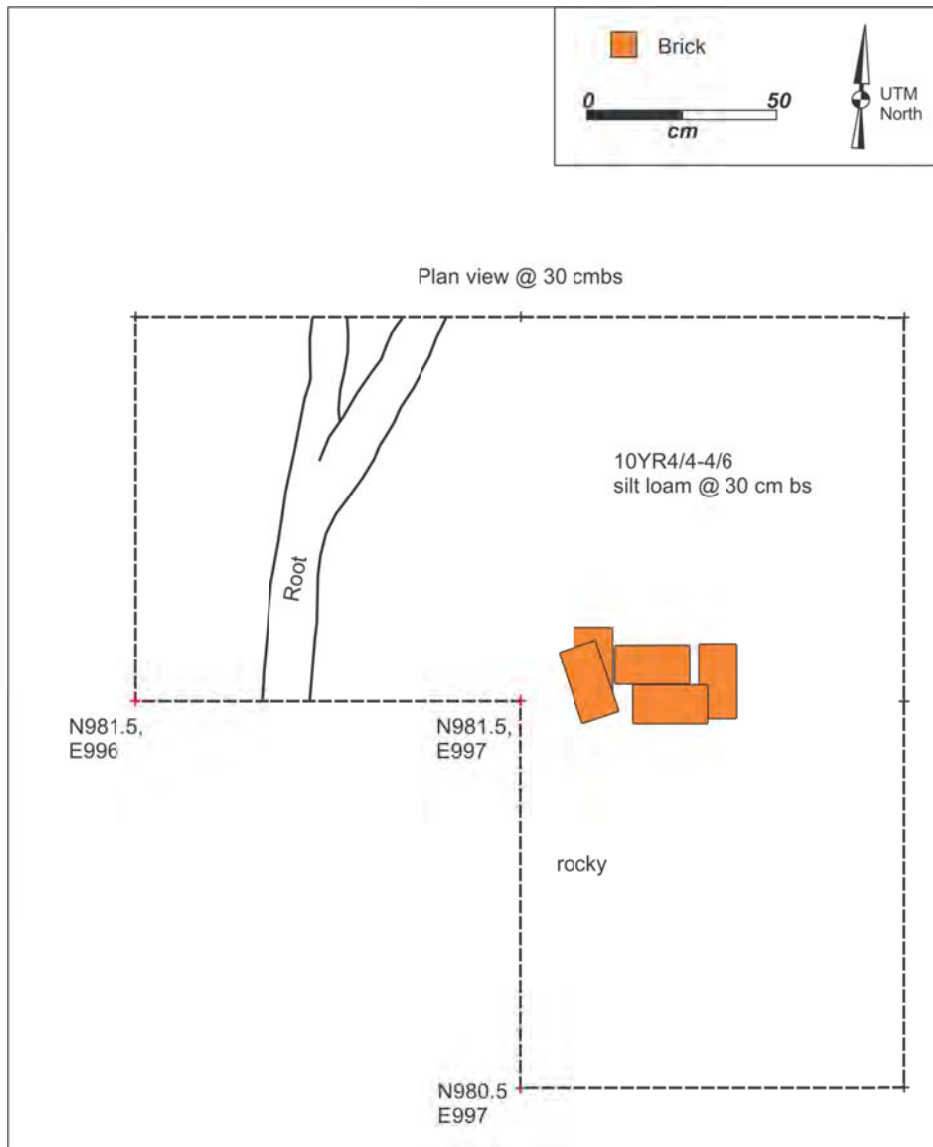 Brick
0 50
cm
UTM
North
Plan view @ 30 cmbs
10YR4/4-4/6
silt loam @ 30 cm bs
Root
N981.5,
E996
N981.5,
E997
rocky
N980.5
E997